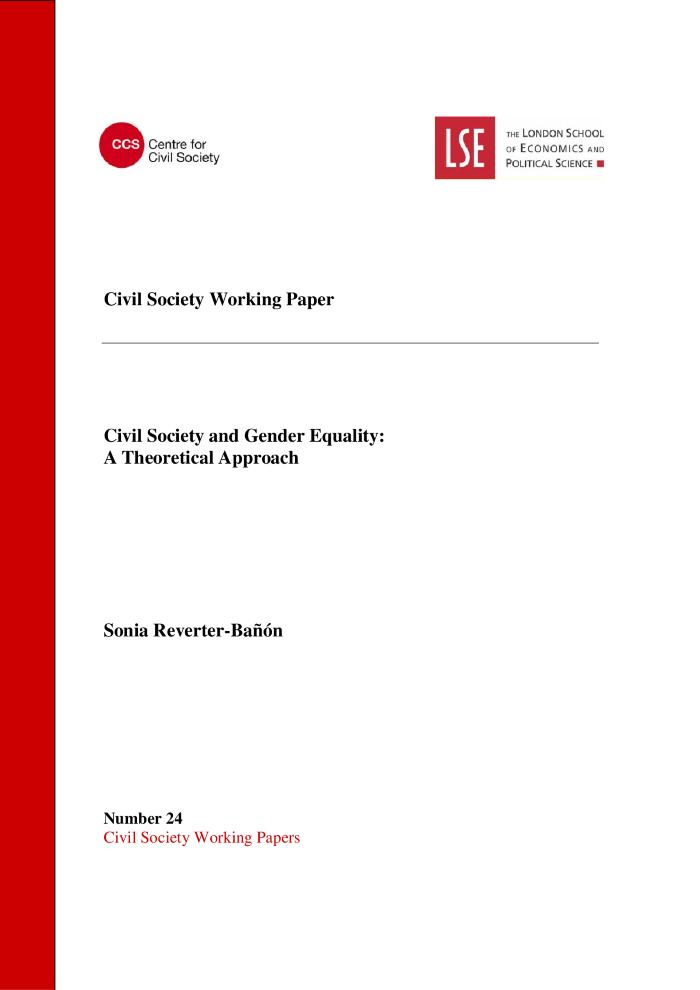 CCS Centre for
Civil Society
LSE THE LONDON SCHOOL
OF ECONOMICS AND
POLITICAL SCIENCE
Civil Society Working Paper
Civil Society and Gender Equality:
A Theoretical Approach
Sonia Reverter-Bañón
Number 24
Civil Society Working Papers